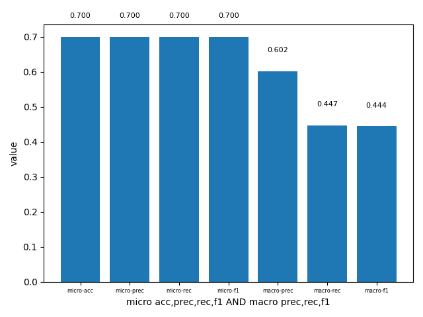 0.700 0.700 0.700 0.700
0.602
0.447 0.444
0.7
0.6
0.5
0.4
0.3
0.2
0.1
0.0
value
micro-acc micro-prec micro-rec micro-f1 macro-prec macro-rec macro-f1
micro acc,prec,rec,f1 AND macro prec,rec,f1